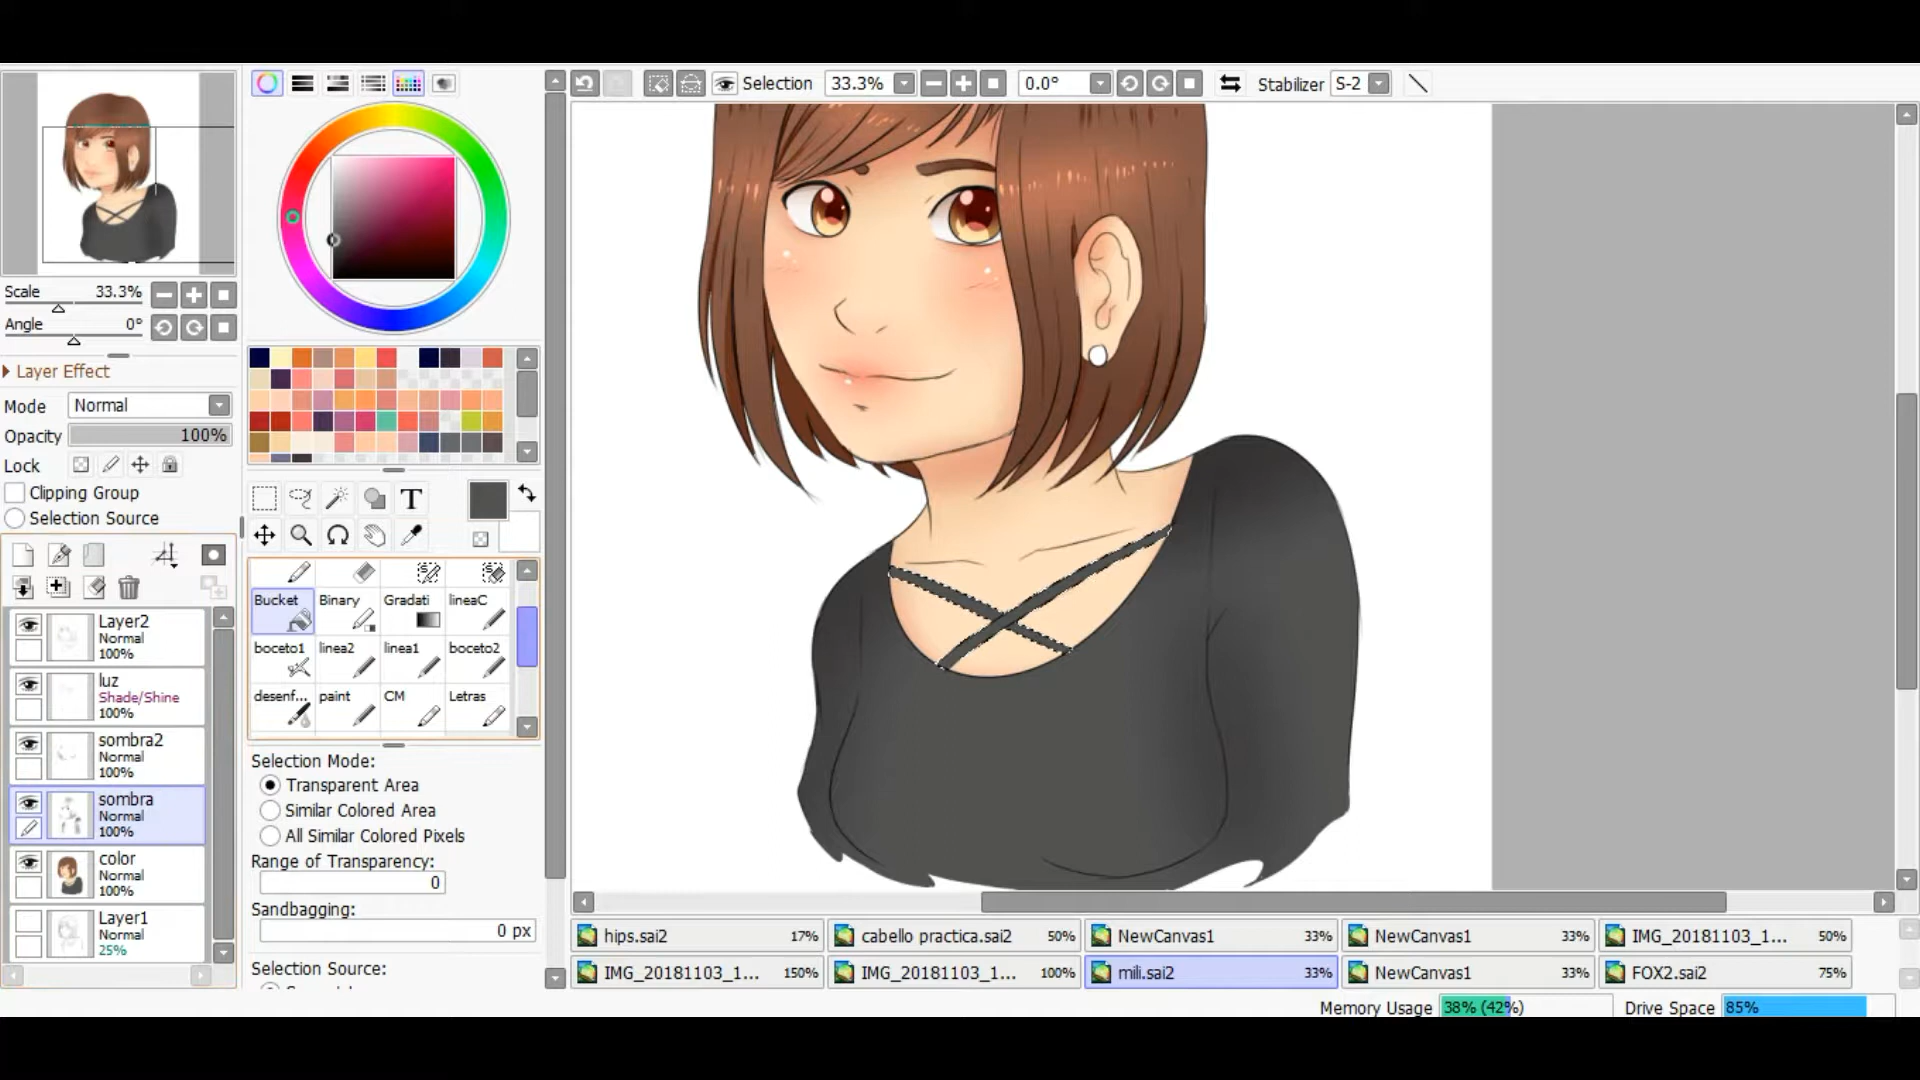 Selection 33.3% 0.0° Stabilizer S-2
Scale 33.3%
Angle 0°
Layer Effect
Mode Normal
Opacity 100%
Lock
Clipping Group
Selection Source
T
Layer2
Normal
100%
luz
Shade/Shine
100%
sombra2
Normal
100%
sombra
Normal
100%
color
Normal
100%
Layer1
Normal
25%
Bucket Binary Gradati lineaC
boceto1 linea2 linea1 boceto2
desenf... paint CM Letras
Selection Mode:
Transparent Area
Similar Colored Area
All Similar Colored Pixels
Range of Transparency:
0
Sandbagging:
0 px
Selection Source:
hips.sai2 17% cabello practica.sai2 50% NewCanvas1 33% NewCanvas1 33% IMG_20181103_1... 50%
IMG_20181103_1... 150% IMG_20181103_1... 100% mili.sai2 33% NewCanvas1 33% FOX2.sai2 75%
Memory Usage 38% (42%) Drive Space 85%